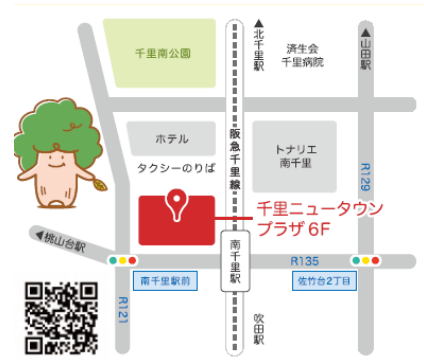 ▲北千里駅
済生会
千里病院
▲山田駅
千里南公園
ホテル
阪急千里線
トナリエ
南千里
タクシーのりば
R129
千里ニュータウン
プラザ 6F
◀桃山台駅
南千里駅
R135
南千里駅前
佐竹台2丁目
R121
吹田駅